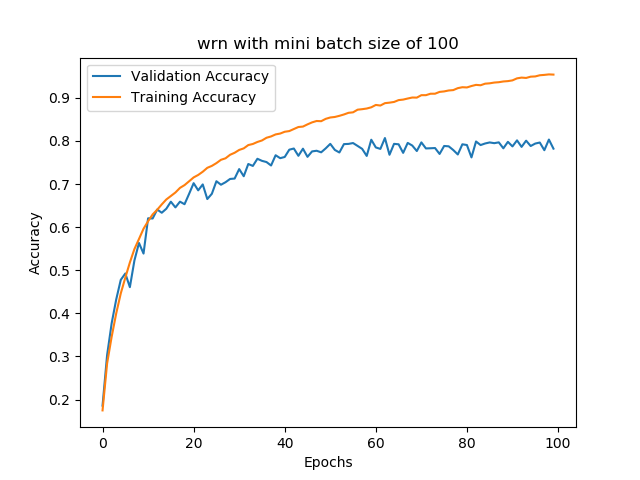 wrn with mini batch size of 100
Validation Accuracy
Training Accuracy
0.9
0.8
0.7
0.6
0.5
0.4
0.3
0.2
Accuracy
0 20 40 60 80 100
Epochs